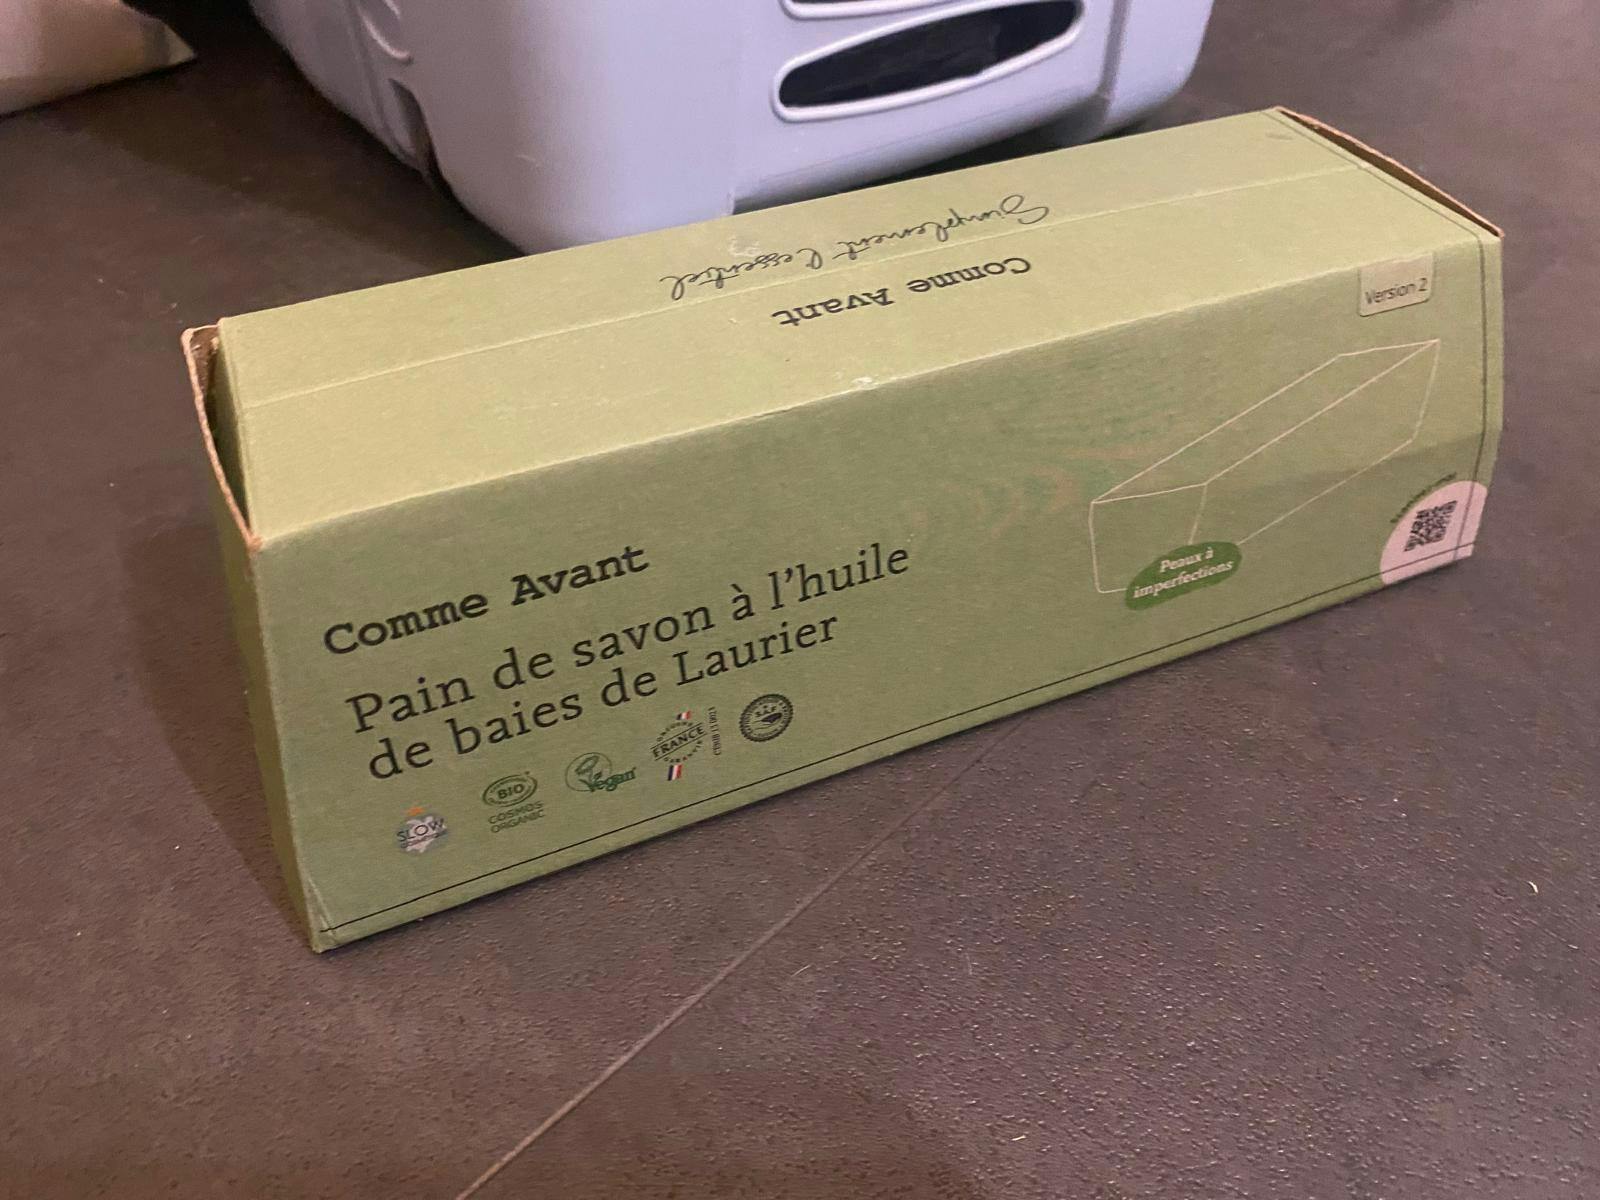 Simplement l'essentiel
Comme Avant
Version 2
Comme Avant
Pain de savon à l'huile
de baies de Laurier
Peaux à
imperfections
SLOW
BIO
COSMOS
ORGANIC
Vegan
FRANCE
GARANTIE